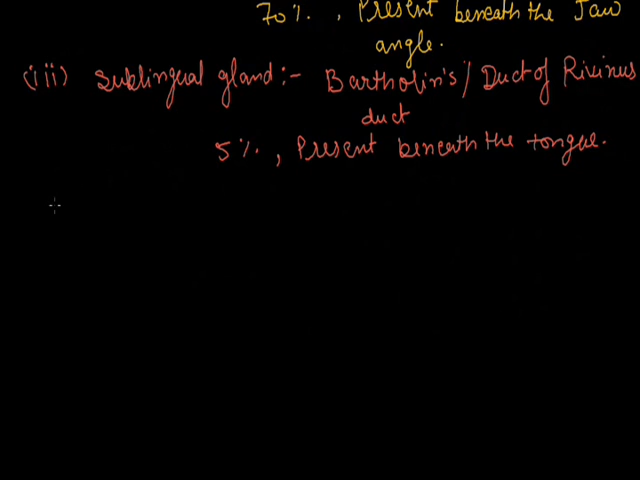 70%, Present beneath the Jaw
angle.
(iii) Sublingual gland:- Bartholin's/Duct of Rivinus
duct
5%, Present beneath the tongue.